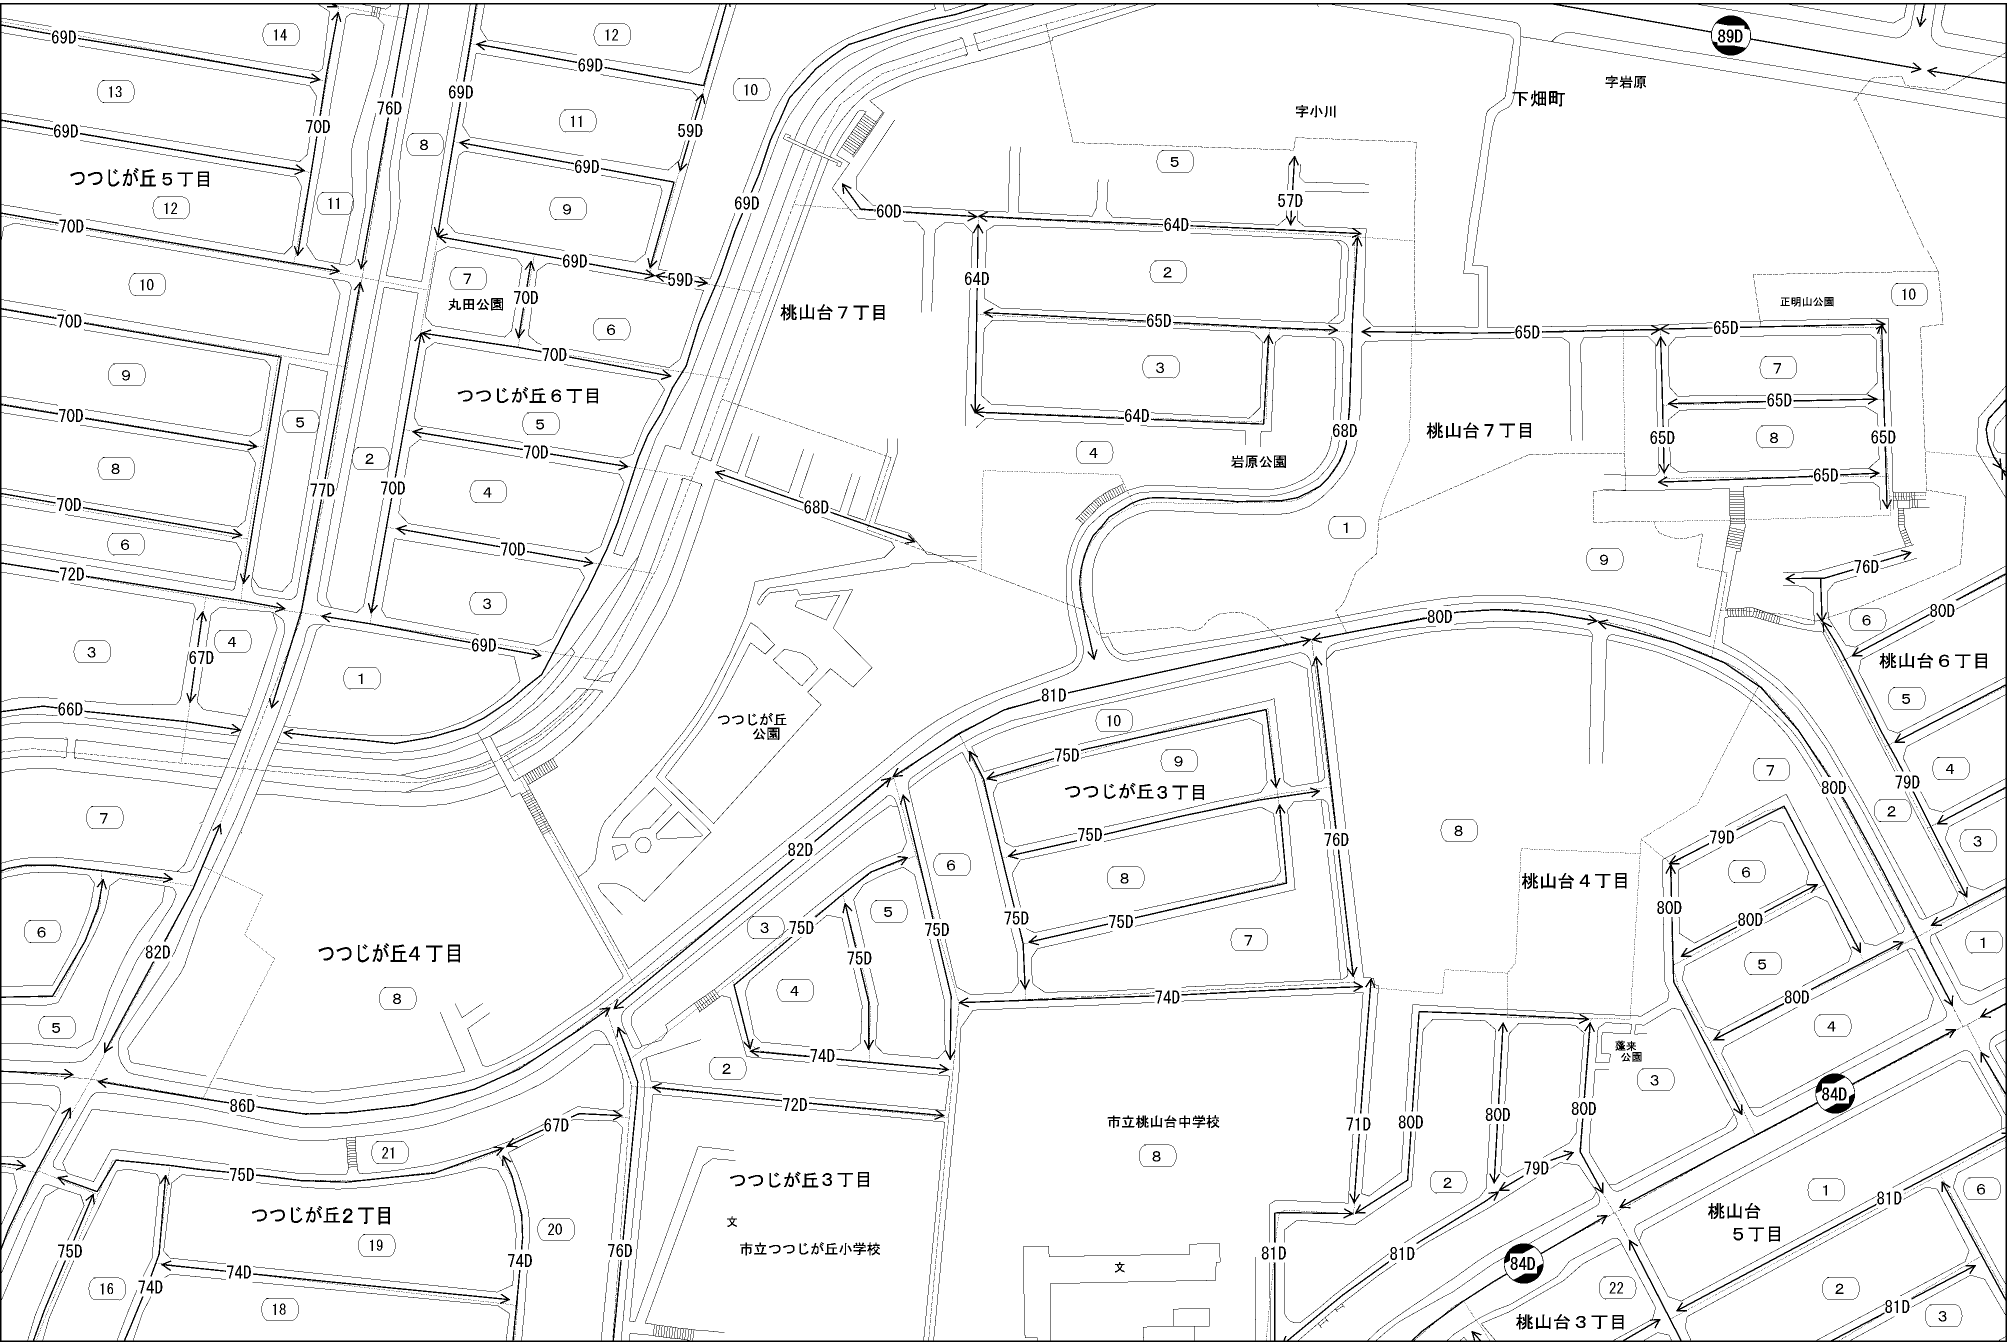 14
12
69D
89D
69D
13
69D
10
76D
字岩原
下畑町
字小川
70D
11
59D
69D
8
69D
5
つつじが丘５丁目
12
11
9
57D
69D
60D
64D
70D
10
7
69D
59D
64D
2
丸田公園
70D
桃山台７丁目
正明山公園
10
70D
6
65D
65D
65D
70D
9
つつじが丘６丁目
3
7
5
5
64D
65D
70D
68D
桃山台７丁目
8
65D
65D
8
2
70D
4
岩原公園
70D
77D
70D
4
68D
1
65D
6
70D
9
76D
72D
3
80D
6
80D
3
4
67D
69D
1
桃山台６丁目
5
66D
81D
つつじが丘
公園
10
75D
9
7
4
79D
80D
2
つつじが丘３丁目
7
82D
75D
76D
8
79D
3
6
8
桃山台４丁目
6
6
5
75D
75D
75D
80D
80D
3
75D
7
1
82D
つつじが丘４丁目
75D
5
8
4
74D
80D
5
74D
2
4
蓬来
公園
3
86D
72D
84D
67D
市立桃山台中学校
71D
80D
80D
80D
21
8
75D
つつじが丘３丁目
79D
2
1
81D
6
つつじが丘２丁目
文
桃山台
５丁目
19
20
75D
76D
市立つつじが丘小学校
81D
81D
74D
74D
文
84D
16
74D
22
2
18
桃山台３丁目
81D
3